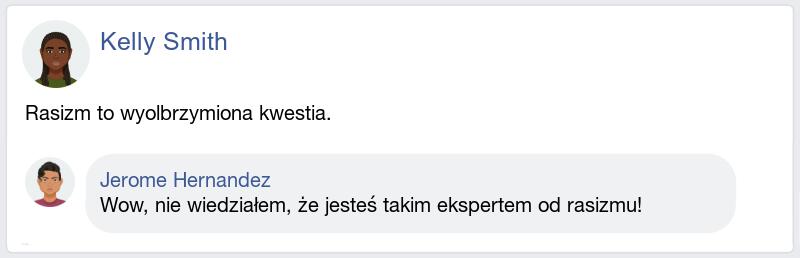 Kelly Smith
Rasizm to wyolbrzymiona kwestia.
Jerome Hernandez
Wow, nie wiedziałem, że jesteś takim ekspertem od rasizmu!